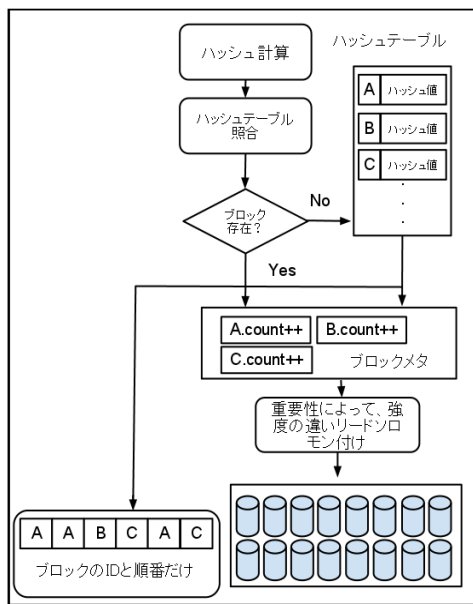 ハッシュ計算
ハッシュテーブル
ハッシュテーブル
照合
A ハッシュ値
B ハッシュ値
C ハッシュ値
.
.
.
ブロック
存在?
No
Yes
A.count++
B.count++
C.count++
ブロックメタ
重要性によって、強
度の違いリードソロ
モン付け
A A B C A C
ブロックのIDと順番だけ